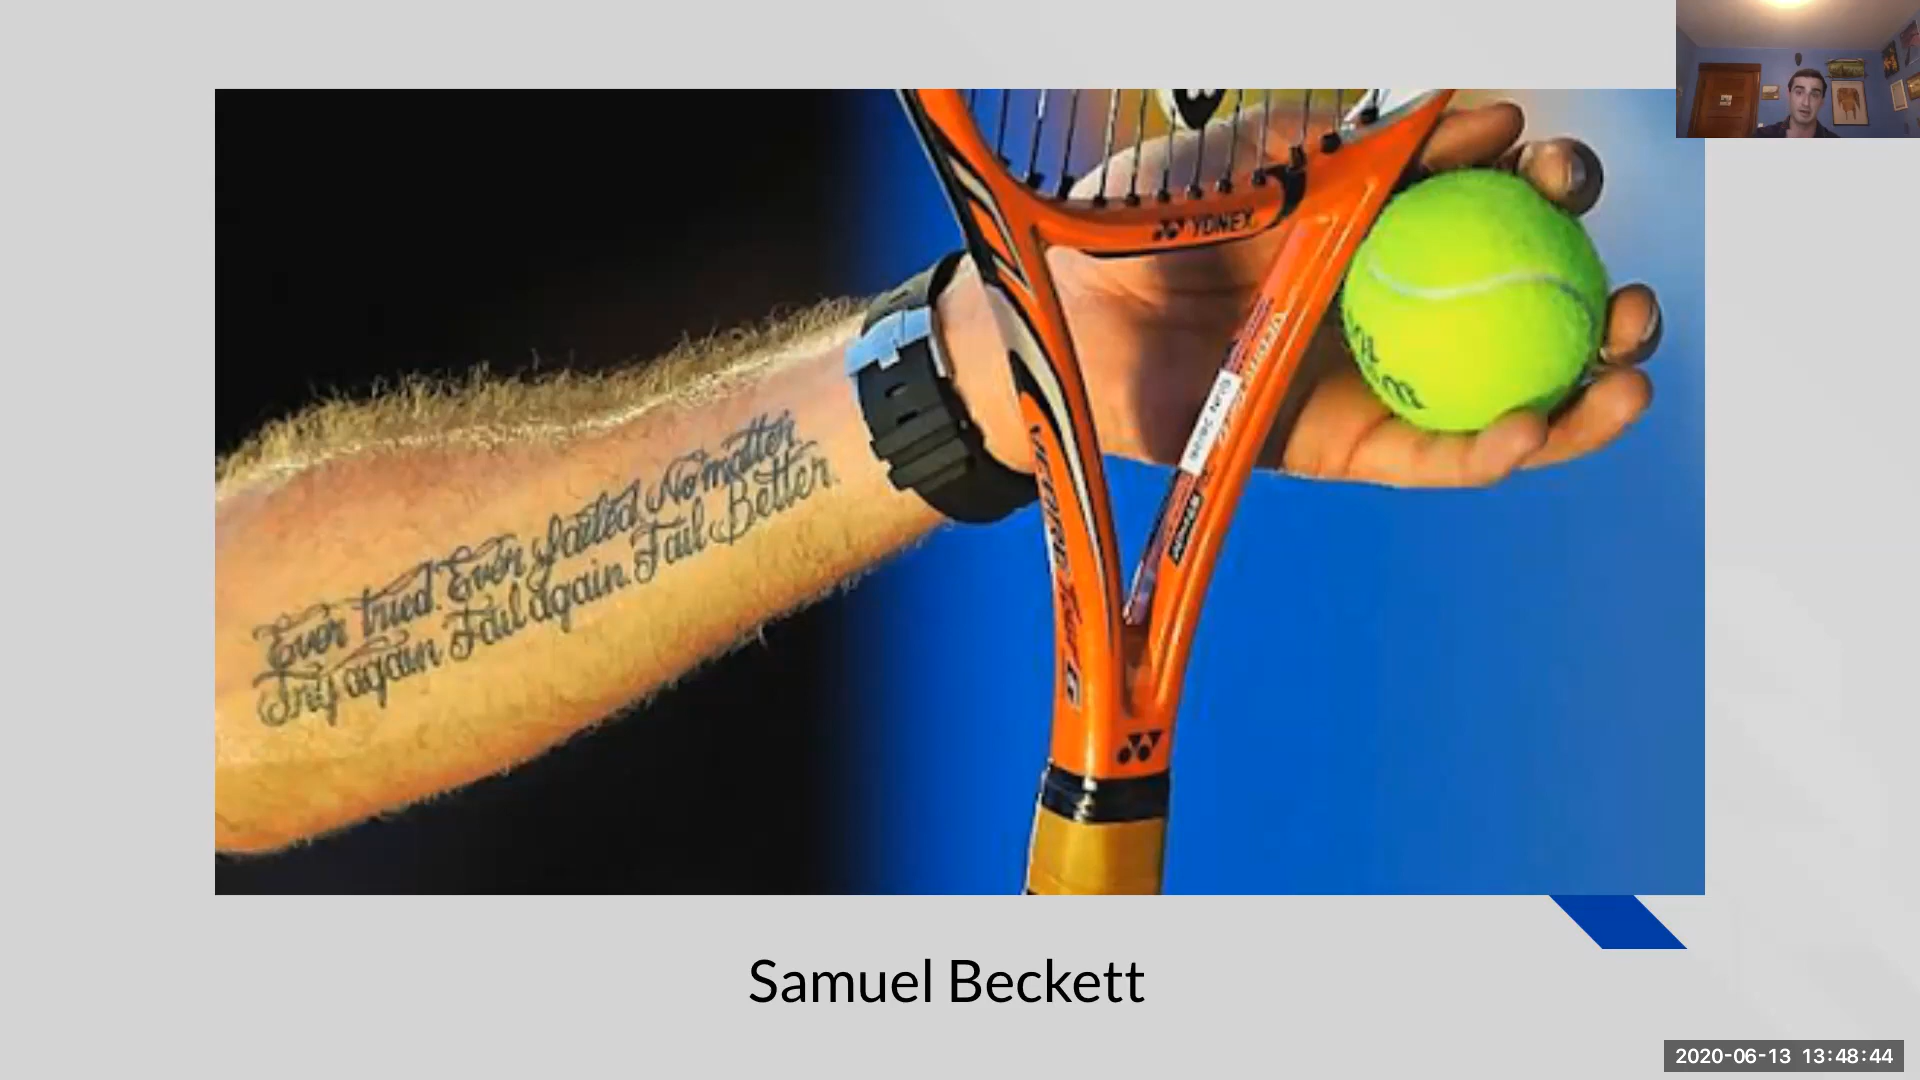 YONEX
Ever tried. Ever failed. No matter.
Try again. Fail again. Fail Better.
Samuel Beckett
2020-06-13 13:48:44